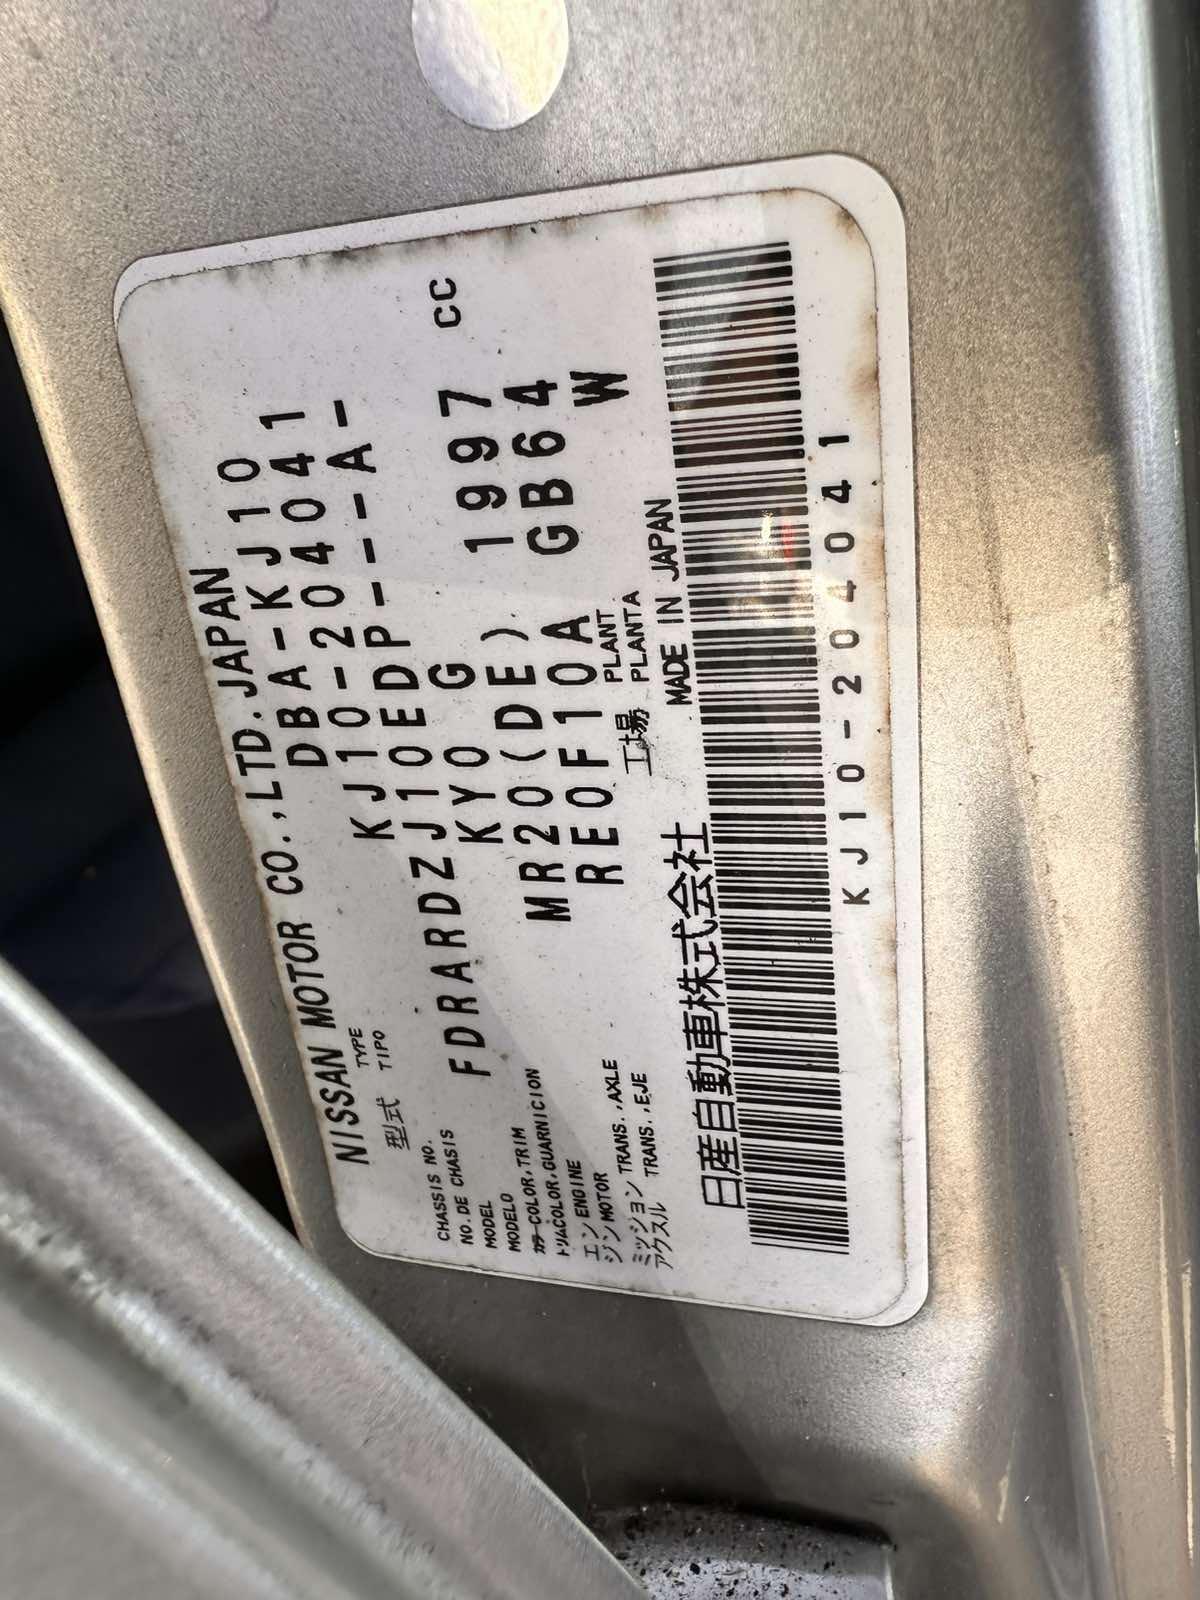 NISSAN MOTOR CO.,LTD.JAPAN
型式 TYPE TIPO DBA-KJ10
CHASSIS NO. NO.DE CHASIS KJ10-204041
MODEL MODELO FDRARDZJ10EDP----A-
カラー COLOR,TRIM トリム COLOR,GUARNICION KY0 G
エンジン ENGINE MOTOR MR20(DE) 1997 CC
ミッション アクスル TRANS.,AXLE TRANS.,EJE RE0F10A GB64
工場 PLANT PLANTA W
日産自動車株式会社 MADE IN JAPAN
KJ10-204041